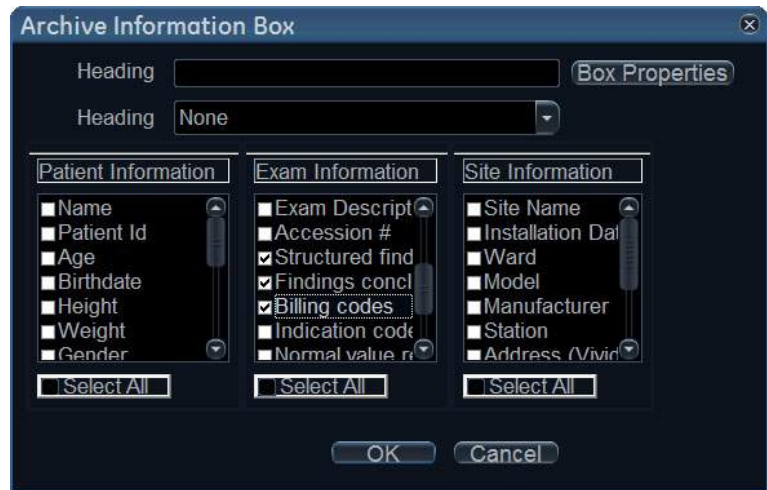 Archive Information Box
Heading
Box Properties
Heading None
Patient Information
Name
Patient Id
Age
Birthdate
Height
Weight
Gender
Select All
Exam Information
Exam Descript
Accession #
Structured find
Findings concl
Billing codes
Indication code
Normal value re
Select All
Site Information
Site Name
Installation Dat
Ward
Model
Manufacturer
Station
Address (Vivid
Select All
OK Cancel